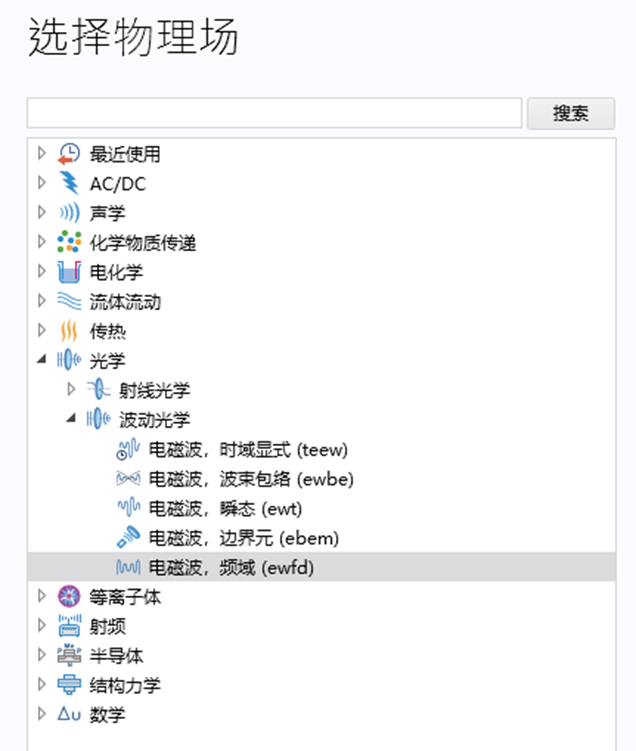 选择物理场
搜索
最近使用
AC/DC
声学
化学物质传递
电化学
流体流动
传热
光学
射线光学
波动光学
电磁波，时域显式 (teew)
电磁波，波束包络 (ewbe)
电磁波，瞬态 (ewt)
电磁波，边界元 (ebem)
电磁波，频域 (ewfd)
等离子体
射频
半导体
结构力学
Δu 数学